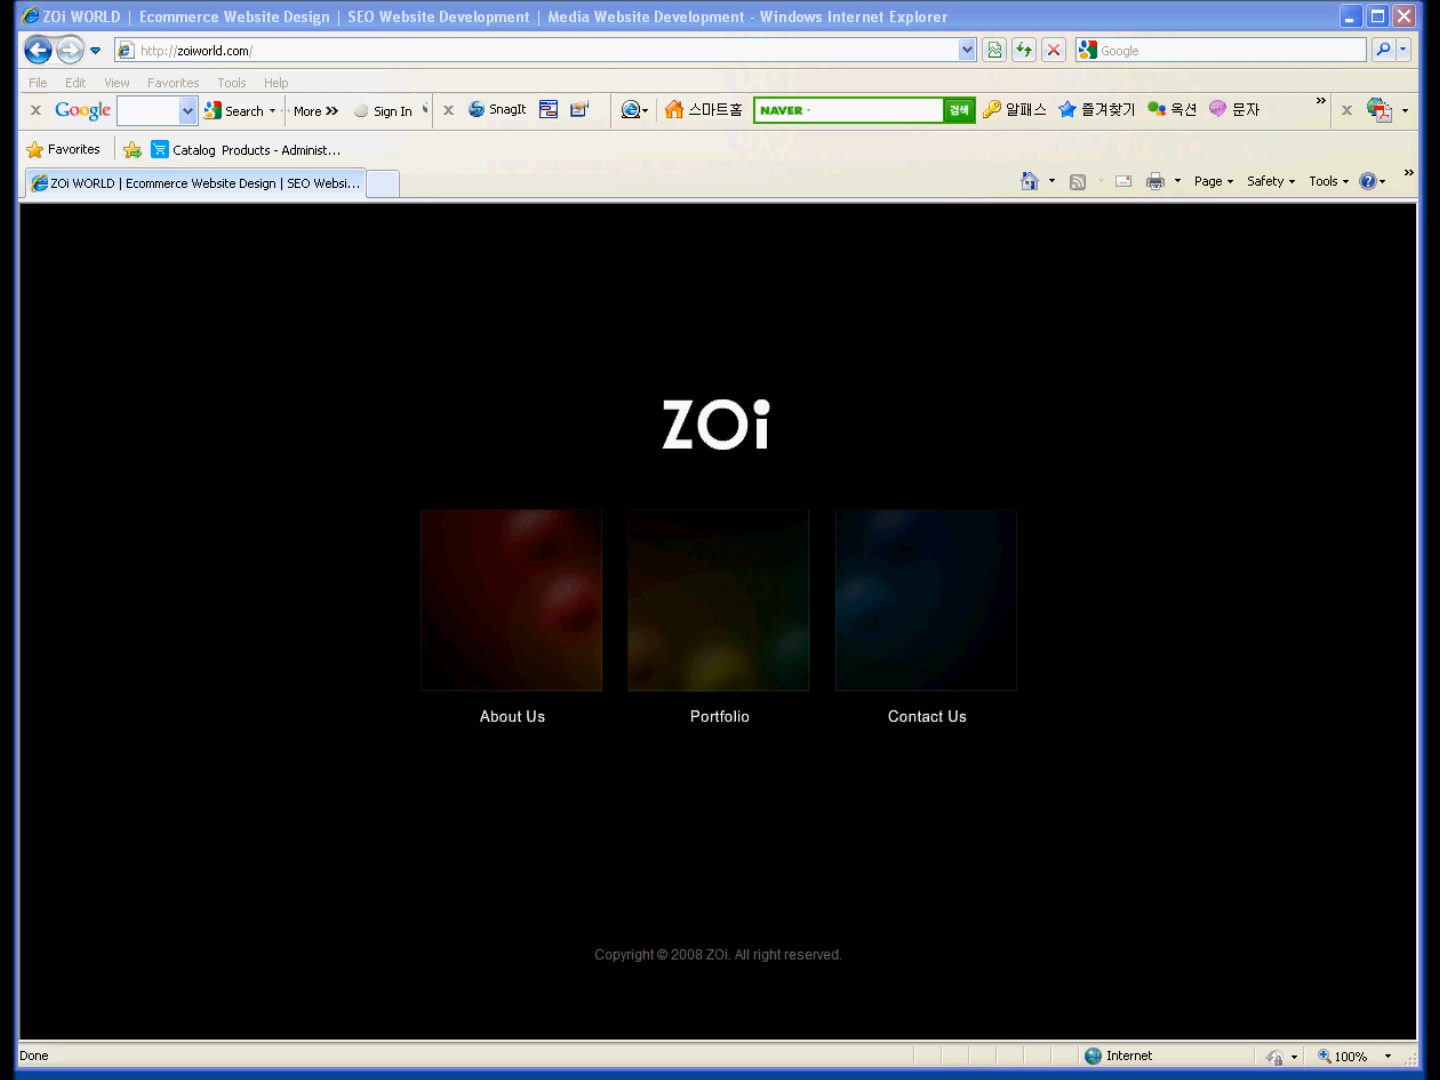 ZOi WORLD | Ecommerce Website Design | SEO Website Development | Media Website Development - Windows Internet Explorer
http://zoiworld.com/
Google
File Edit View Favorites Tools Help
Google Search More Sign In SnagIt 스마트홈 NAVER 검색 알패스 즐겨찾기 옥션 문자
Favorites Catalog Products - Administ...
ZOi WORLD | Ecommerce Website Design | SEO Websi...
Page Safety Tools
ZOi
About Us
Portfolio
Contact Us
Copyright © 2008 ZOi. All right reserved.
Done Internet 100%